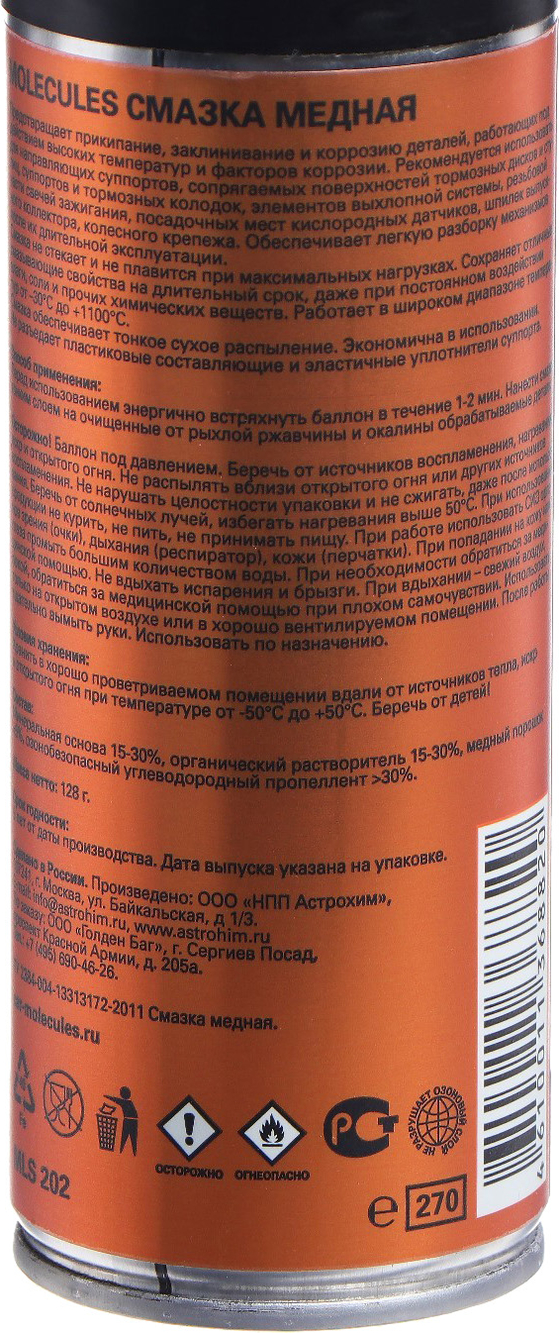 MOLECULES СМАЗКА МЕДНАЯ
прикипание, заклинивание и коррозию деталей, работающих под
высоких температур и факторов коррозии. Рекомендуется
направляющих суппортов, сопрягаемых поверхностей тормозных дисков и
суппортов и тормозных колодок, элементов выхлопной системы,
свечей зажигания, посадочных мест кислородных датчиков, шпилек
коллектора, колесного крепежа. Обеспечивает легкую разборку механизмов
их длительной эксплуатации.
не стекает и не плавится при максимальных нагрузках. Сохраняет
свойства на длительный срок, даже при постоянном воздействии
соли и прочих химических веществ. Работает в широком диапазоне
от -30°С до +1100°С.
обеспечивает тонкое сухое распыление. Экономична в использовании.
разъедает пластиковые составляющие и эластичные уплотнители суппорта.
применения:
использованием энергично встряхнуть баллон в течение 1-2 мин. Нанести
слоем на очищенные от рыхлой ржавчины и окалины обрабатываемые
Баллон под давлением. Беречь от источников воспламенения,
и открытого огня. Не распылять вблизи открытого огня или других источников
Не нарушать целостности упаковки и не сжигать, даже после
Беречь от солнечных лучей, избегать нагревания выше 50°С. При
не курить, не пить, не принимать пищу. При работе использовать СИЗ
зрения (очки), дыхания (респиратор), кожи (перчатки). При попадании на кожу
промыть большим количеством воды. При необходимости обратиться за
помощью. Не вдыхать испарения и брызги. При вдыхании – свежий
обратиться за медицинской помощью при плохом самочувствии.
на открытом воздухе или в хорошо вентилируемом помещении. После
вымыть руки. Использовать по назначению.
хранения:
в хорошо проветриваемом помещении вдали от источников тепла, искр
открытого огня при температуре от -50°С до +50°С. Беречь от детей!
основа 15-30%, органический растворитель 15-30%, медный порошок
озонобезопасный углеводородный пропеллент >30%.
нетто: 128 г.
годности:
от даты производства. Дата выпуска указана на упаковке.
в России. Произведено: ООО «НПП Астрохим»,
г. Москва, ул. Байкальская, д. 1/3.
info@astrohim.ru, www.astrohim.ru
заказу: ООО «Голден Баг», г. Сергиев Посад,
Красной Армии, д. 205а.
+7 (495) 690-46-26.
2384-004-13313172-2011 Смазка медная.
molecules.ru
Fe
ОСТОРОЖНО
ОГНЕОПАСНО
РСТ
НЕ РАЗРУШАЕТ ОЗОНОВЫЙ СЛОЙ
MLS 202
e 270
4 610011 368820